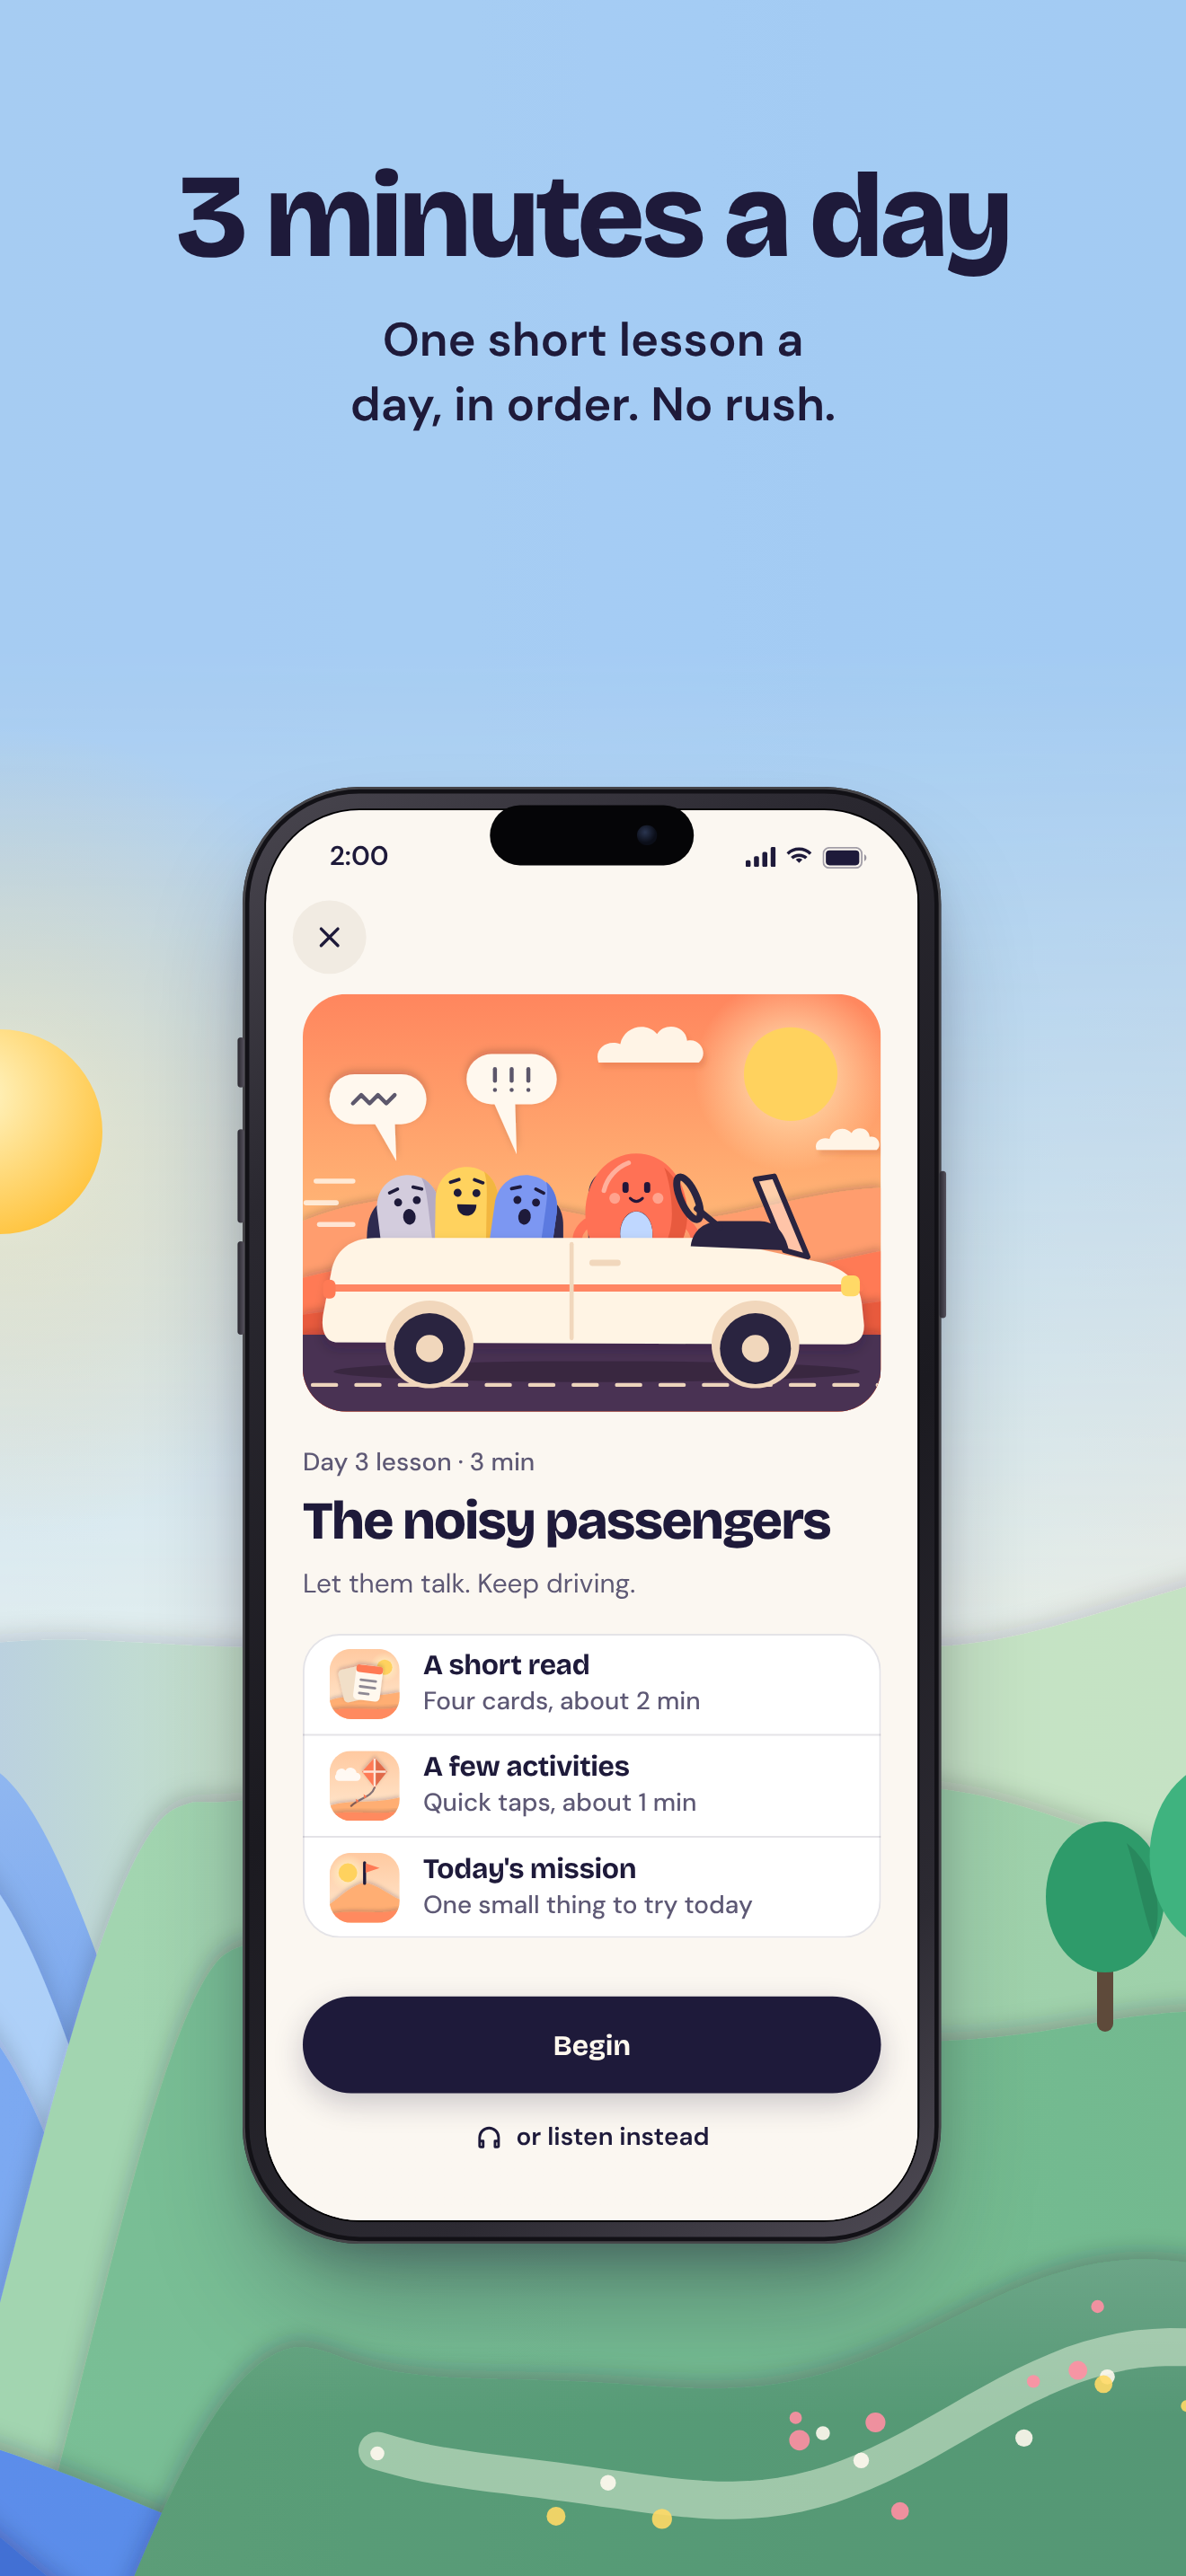 3 minutes a day
One short lesson a
day, in order. No rush.
2:00
! ! !
Day 3 lesson · 3 min
The noisy passengers
Let them talk. Keep driving.
A short read
Four cards, about 2 min
A few activities
Quick taps, about 1 min
Today's mission
One small thing to try today
Begin
or listen instead